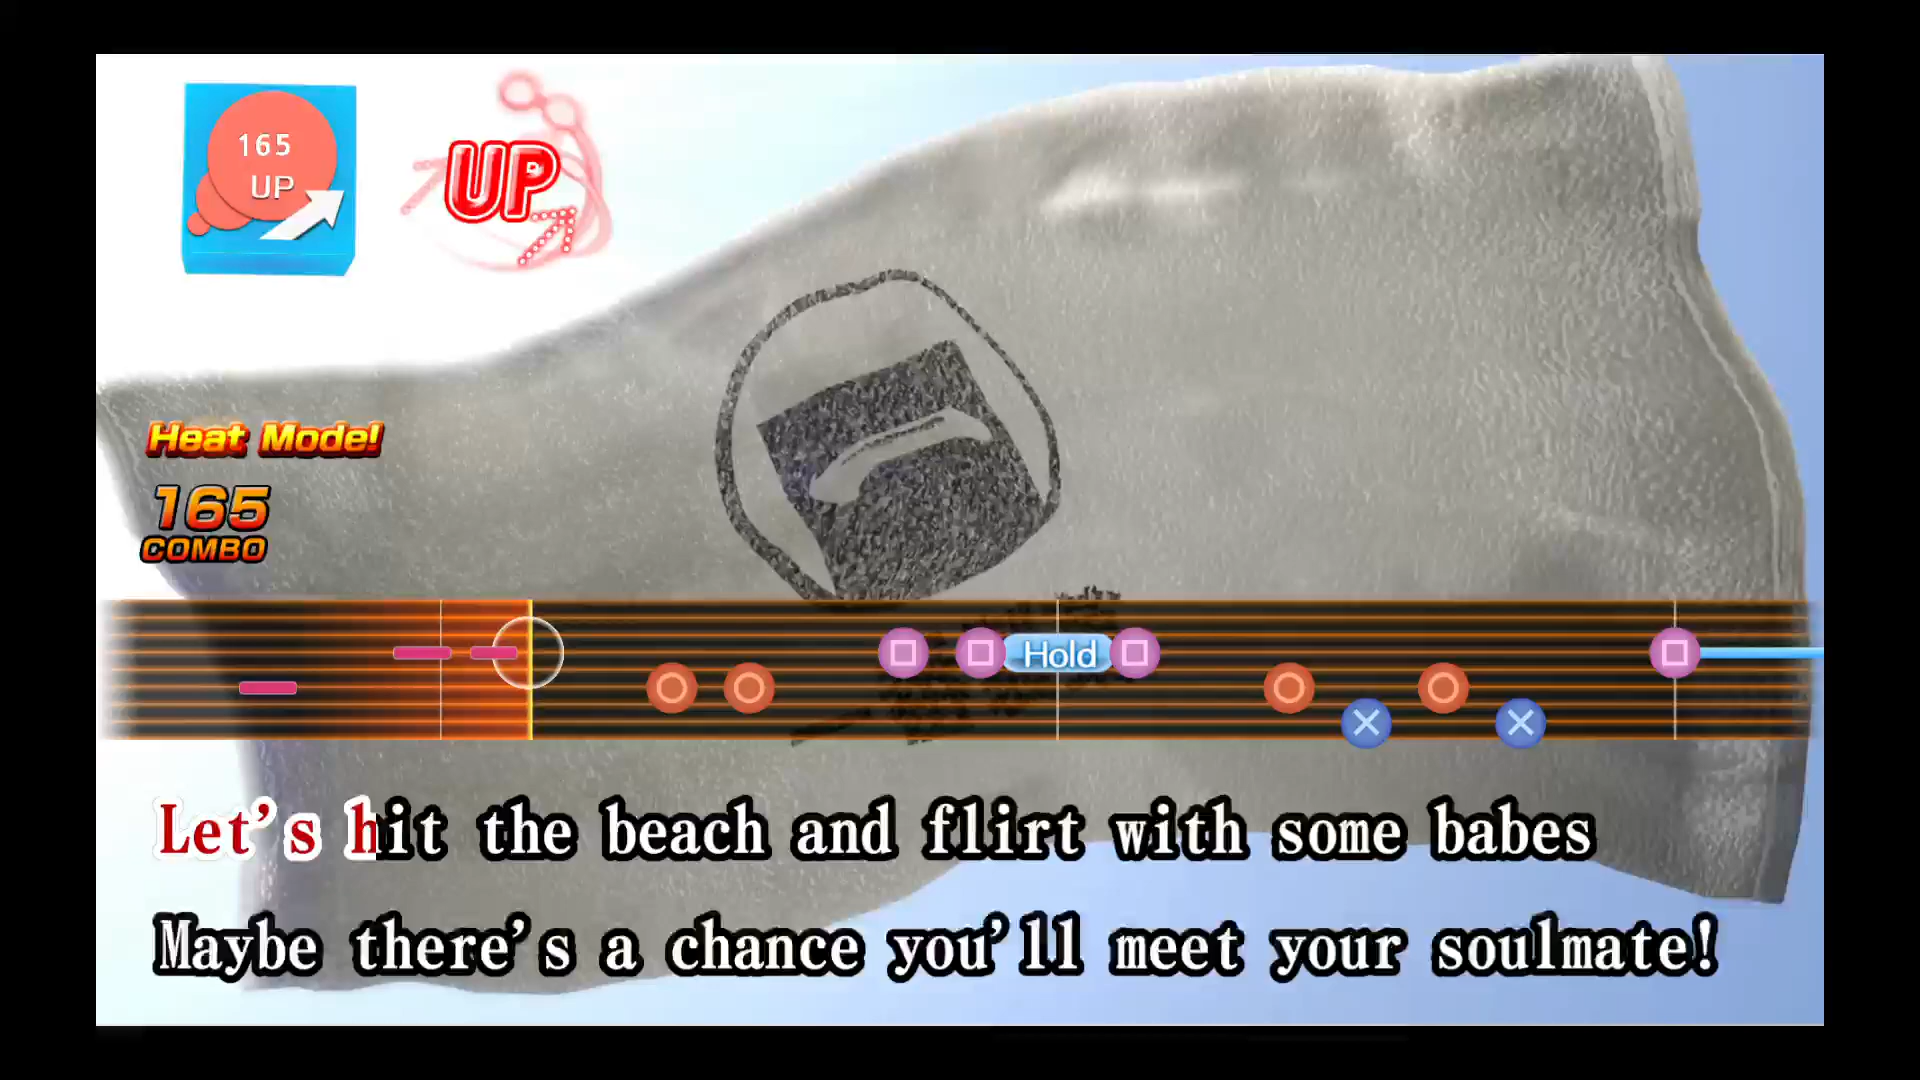 165
UP
UP
Heat Mode!
165
COMBO
Hold
Let's hit the beach and flirt with some babes
Maybe there's a chance you'll meet your soulmate!